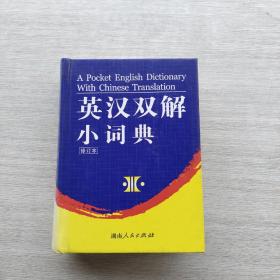 A Pocket English Dictionary
With Chinese Translation
英汉双解
小词典
修订本
湖南人民出版社